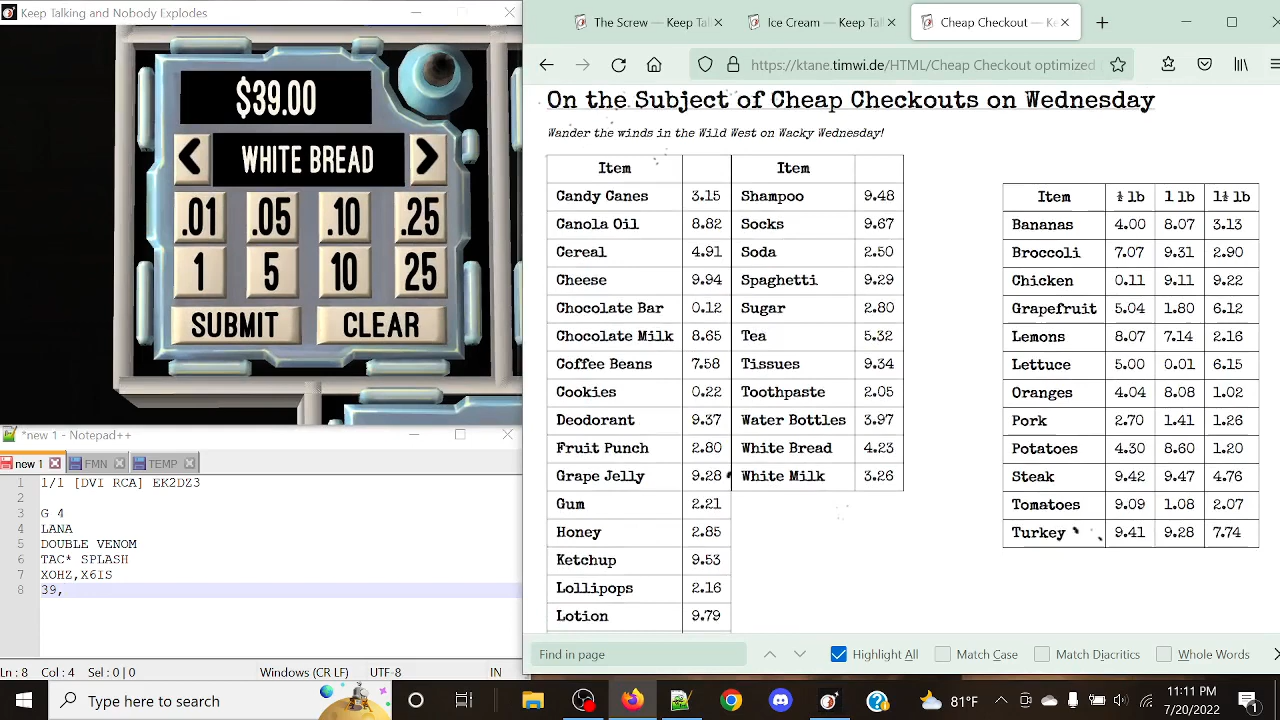 Keep Talking and Nobody Explodes
$39.00
WHITE BREAD
.01 .05 .10 .25
1 5 10 25
SUBMIT CLEAR
*new 1 - Notepad++
new 1 FMN TEMP
1 1/1 [DVI RCA] EK2DZ3
2
3 G 4
4 LANA
5 DOUBLE VENOM
6 TAC* SPLASH
7 XOHZ,X6IS
8 39,
Ln : 8 Col : 4 Sel : 0 | 0 Windows (CR LF) UTF-8 IN
The Screw — Keep Tal
Ice Cream — Keep Tal
Cheap Checkout — Ke
https://ktane.timwi.de/HTML/Cheap Checkout optimized
On the Subject of Cheap Checkouts on Wednesday
Wander the winds in the Wild West on Wacky Wednesday!
Item Item
Candy Canes 3.15 Shampoo 9.48
Canola Oil 8.82 Socks 9.67
Cereal 4.91 Soda 2.50
Cheese 9.94 Spaghetti 9.29
Chocolate Bar 0.12 Sugar 2.80
Chocolate Milk 8.65 Tea 5.32
Coffee Beans 7.58 Tissues 9.34
Cookies 0.22 Toothpaste 2.05
Deodorant 9.37 Water Bottles 3.97
Fruit Punch 2.80 White Bread 4.23
Grape Jelly 9.28 White Milk 3.26
Gum 2.21
Honey 2.85
Ketchup 9.53
Lollipops 2.16
Lotion 9.79
Item ½ lb 1 lb 1½ lb
Bananas 4.00 8.07 3.13
Broccoli 7.07 9.31 2.90
Chicken 0.11 9.11 9.22
Grapefruit 5.04 1.80 6.12
Lemons 8.07 7.14 2.16
Lettuce 5.00 0.01 6.15
Oranges 4.04 8.08 1.02
Pork 2.70 1.41 1.26
Potatoes 4.30 8.60 1.20
Steak 9.42 9.47 4.76
Tomatoes 9.09 1.08 2.07
Turkey 9.41 9.28 7.74
Find in page Highlight All Match Case Match Diacritics Whole Words
Type here to search
81°F
11:11 PM
7/20/2022